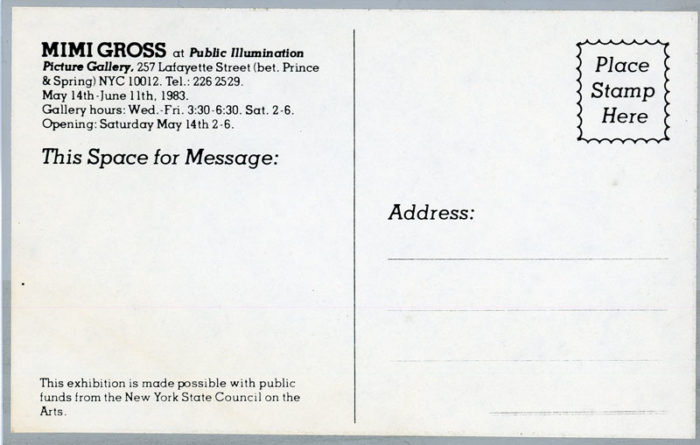 MIMI GROSS at Public Illumination
Picture Gallery, 257 Lafayette Street (bet. Prince
& Spring) NYC 10012. Tel.: 226 2529.
May 14th-June 11th, 1983.
Gallery hours: Wed.-Fri. 3:30-6:30. Sat. 2-6.
Opening: Saturday May 14th 2-6.
This Space for Message:
This exhibition is made possible with public
funds from the New York State Council on the
Arts.
Place
Stamp
Here
Address: